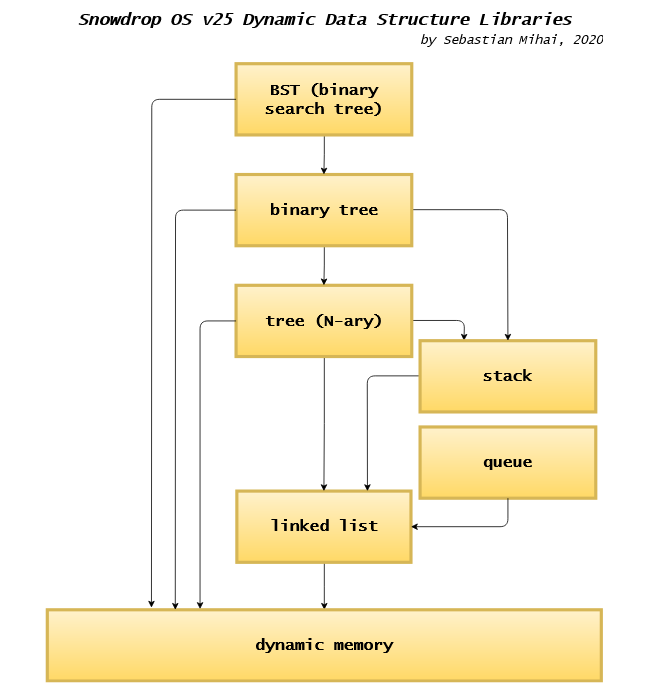 Snowdrop OS v25 Dynamic Data Structure Libraries
by Sebastian Mihai, 2020
BST (binary
search tree)
binary tree
tree (N-ary)
stack
queue
linked list
dynamic memory